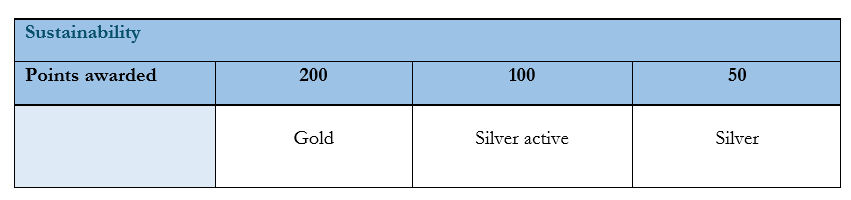 Sustainability
Points awarded 200 100 50
Gold Silver active Silver